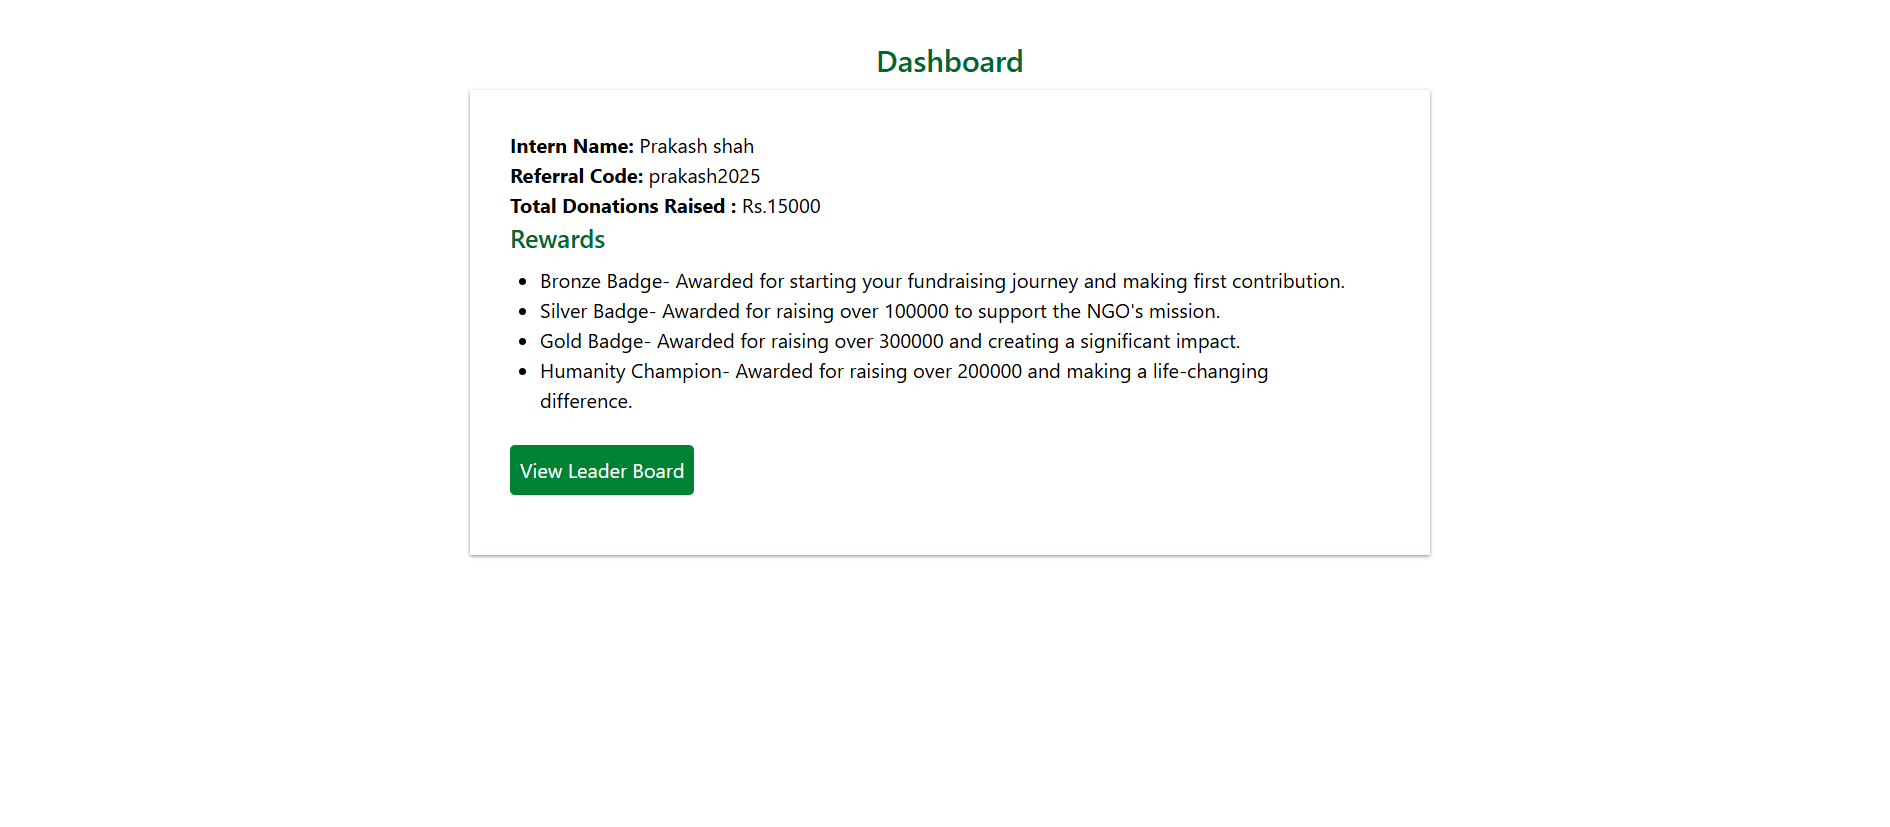 Dashboard
Intern Name: Prakash shah
Referral Code: prakash2025
Total Donations Raised : Rs.15000
Rewards
• Bronze Badge- Awarded for starting your fundraising journey and making first contribution.
• Silver Badge- Awarded for raising over 100000 to support the NGO's mission.
• Gold Badge- Awarded for raising over 300000 and creating a significant impact.
• Humanity Champion- Awarded for raising over 200000 and making a life-changing
difference.
View Leader Board